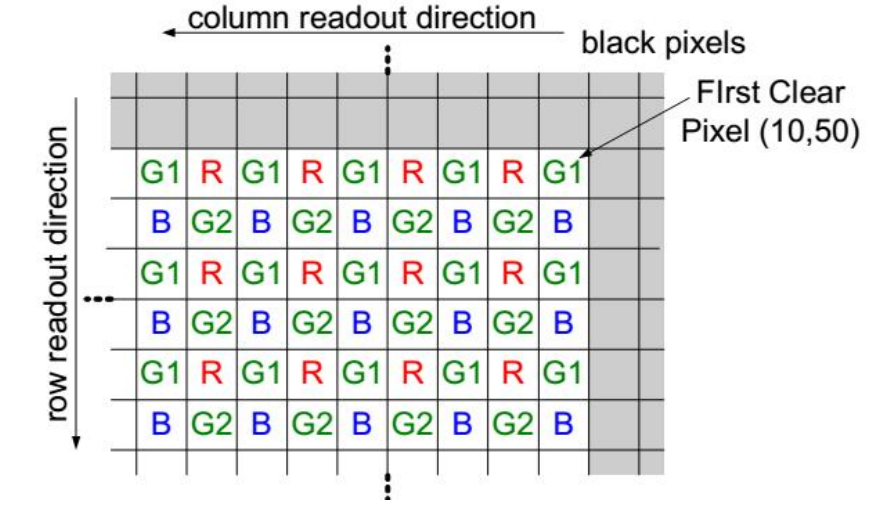 column readout direction
black pixels
FIrst Clear
Pixel (10,50)
row readout direction
G1 R G1 R G1 R G1 R G1
B G2 B G2 B G2 B G2 B
G1 R G1 R G1 R G1 R G1
B G2 B G2 B G2 B G2 B
G1 R G1 R G1 R G1 R G1
B G2 B G2 B G2 B G2 B